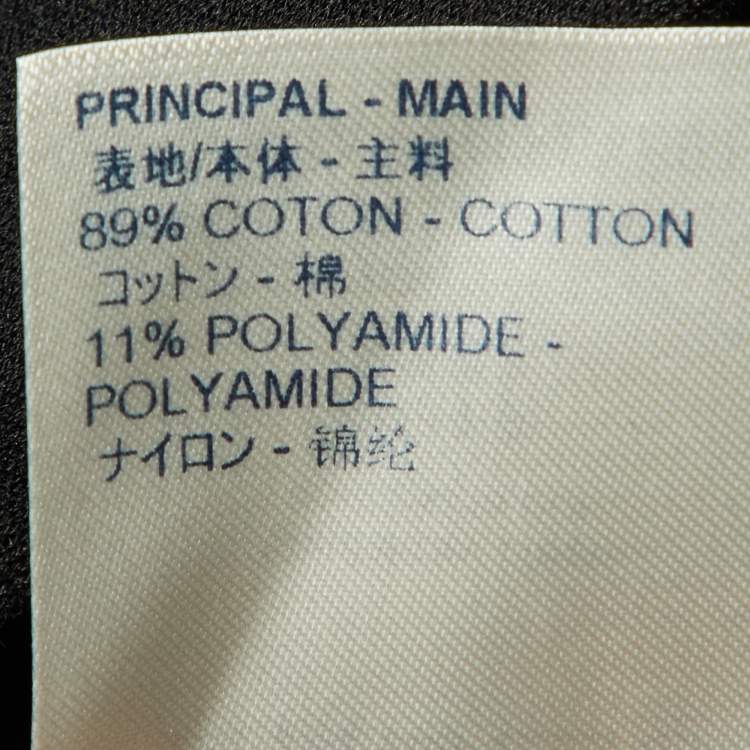 PRINCIPAL - MAIN
表地/本体 - 主料
89% COTON - COTTON
コットン - 棉
11% POLYAMIDE -
POLYAMIDE
ナイロン - 锦纶